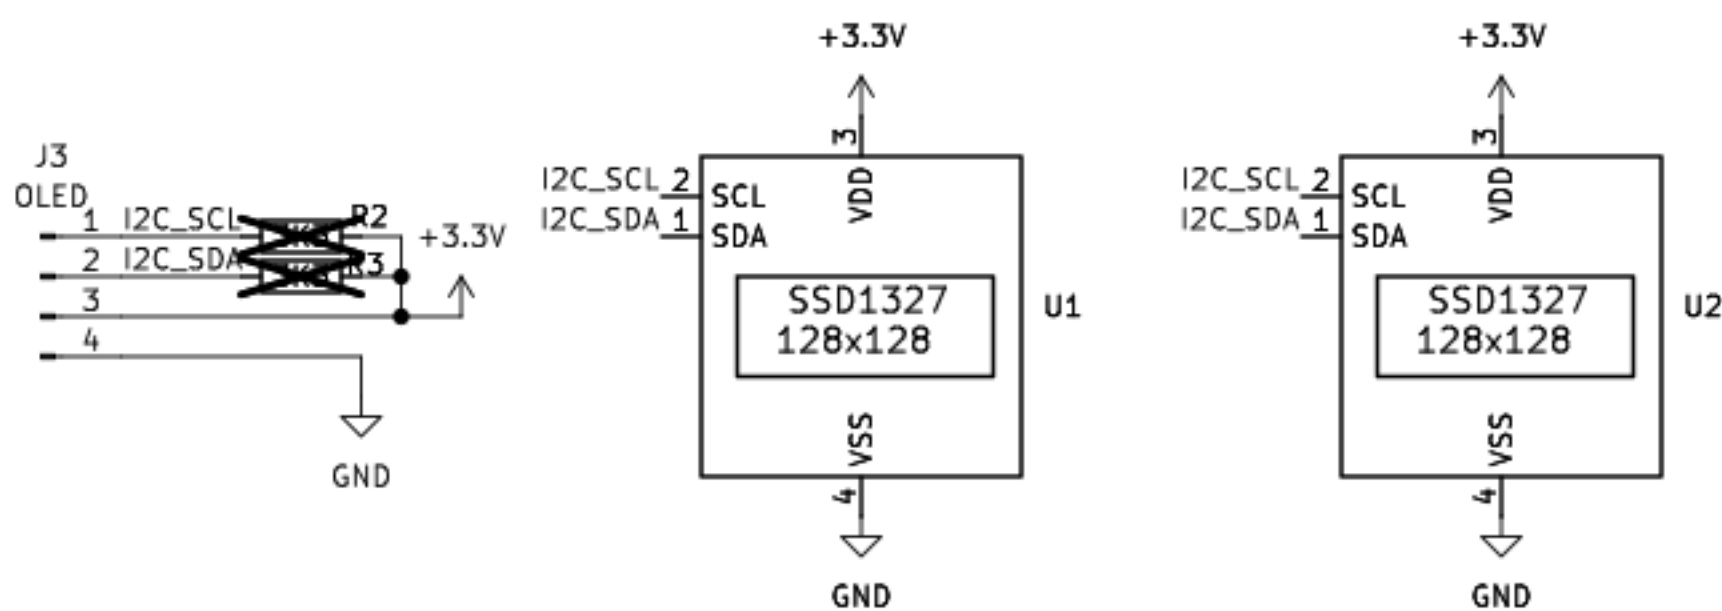 +3.3V
+3.3V
J3
OLED
1 I2C_SCL R2
2 I2C_SDA R3
3
4
+3.3V
GND
3
I2C_SCL 2 SCL
I2C_SDA 1 SDA
VDD
SSD1327
128x128
U1
VSS
4
GND
3
I2C_SCL 2 SCL
I2C_SDA 1 SDA
VDD
SSD1327
128x128
U2
VSS
4
GND